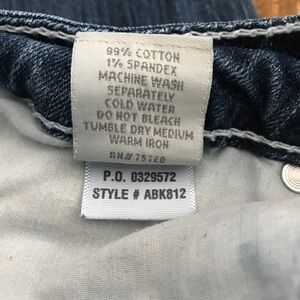 99% COTTON
1% SPANDEX
MACHINE WASH
SEPARATELY
COLD WATER
DO NOT BLEACH
TUMBLE DRY MEDIUM
WARM IRON
RN# 75720
P.O. 0329572
STYLE # ABK812